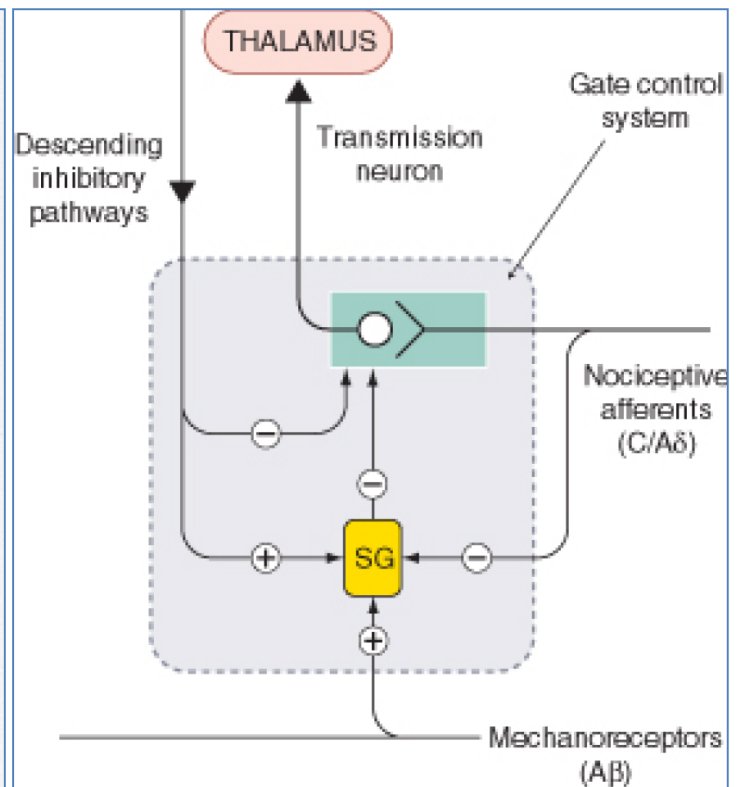 THALAMUS
Gate control
system
Descending
inhibitory
pathways
Transmission
neuron
Nociceptive
afferents
(C/Aδ)
−
−
+
SG
−
+
Mechanoreceptors
(Aβ)